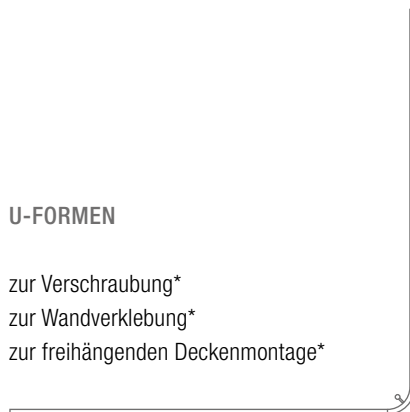 U-FORMEN
zur Verschraubung*
zur Wandverklebung*
zur freihängenden Deckenmontage*